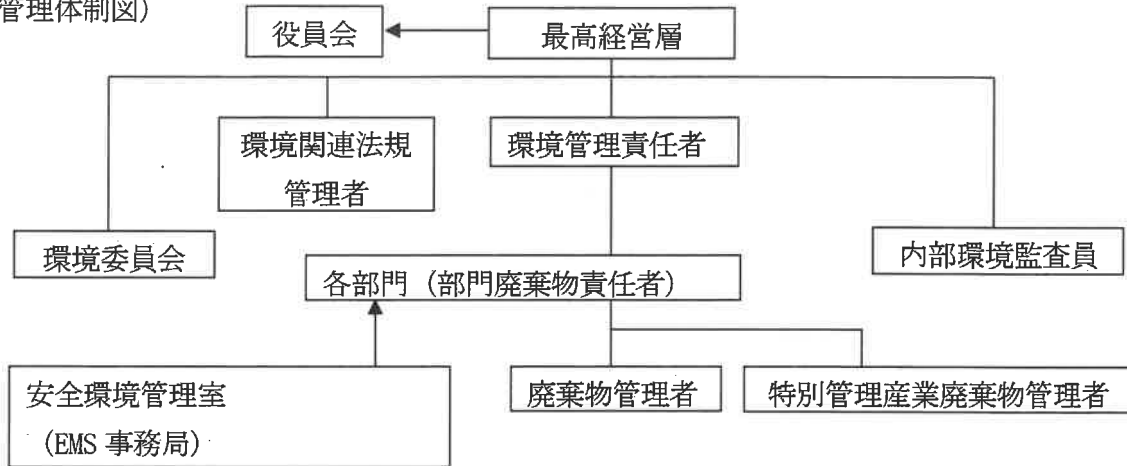 管理体制図）
役員会
最高経営層
環境関連法規
管理者
環境管理責任者
環境委員会
内部環境監査員
各部門（部門廃棄物責任者）
安全環境管理室
（EMS 事務局）
廃棄物管理者
特別管理産業廃棄物管理者